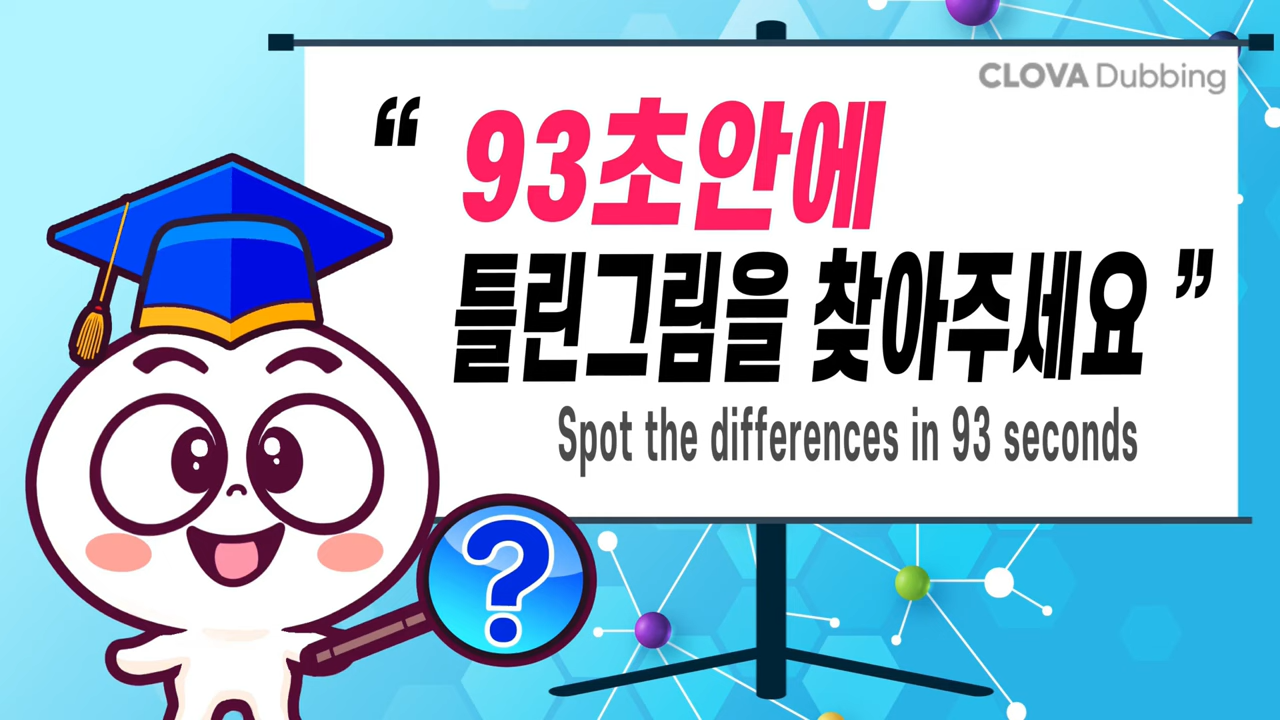 CLOVA Dubbing
“ 93초안에
틀린그림을 찾아주세요 ”
Spot the differences in 93 seconds
?